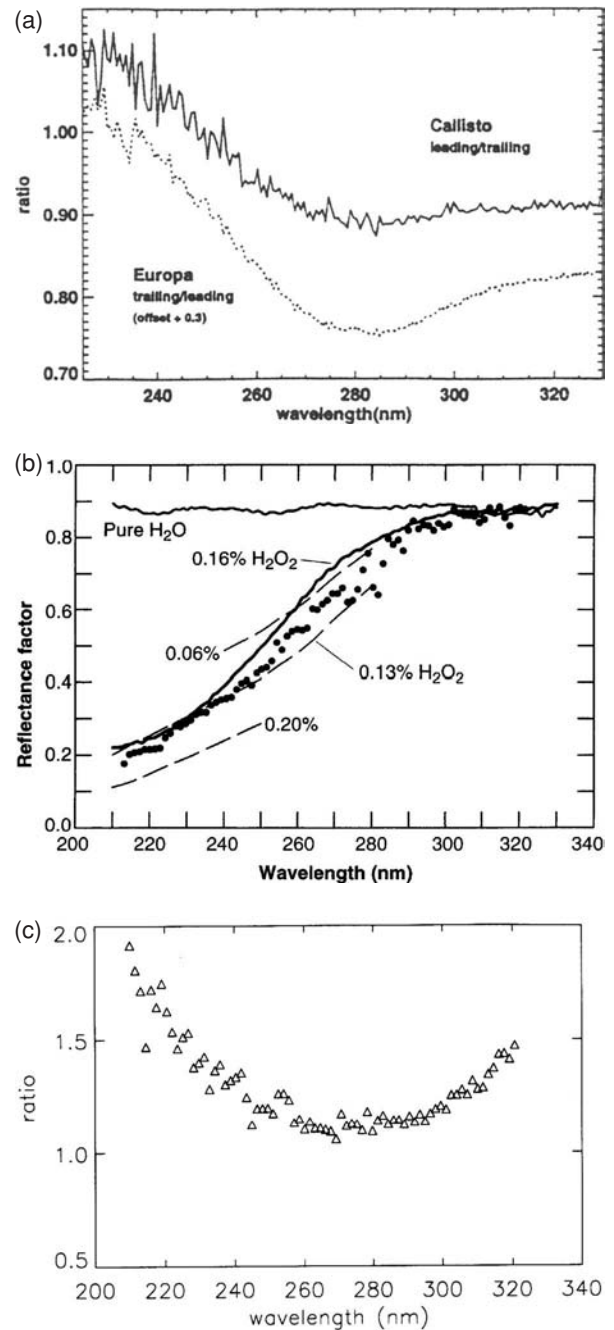 (a)
1.10
1.00
0.90
0.80
0.70
ratio
Callisto
leading/trailing
Europa
trailing/leading
(offset + 0.3)
240
260
280
300
320
wavelength(nm)
(b)
1.0
0.8
0.6
0.4
0.2
0.0
Reflectance factor
Pure H₂O
0.16% H₂O₂
0.06%
0.13% H₂O₂
0.20%
200
220
240
260
280
300
320
340
Wavelength (nm)
(c)
2.0
1.5
1.0
0.5
ratio
200
220
240
260
280
300
320
340
wavelength (nm)